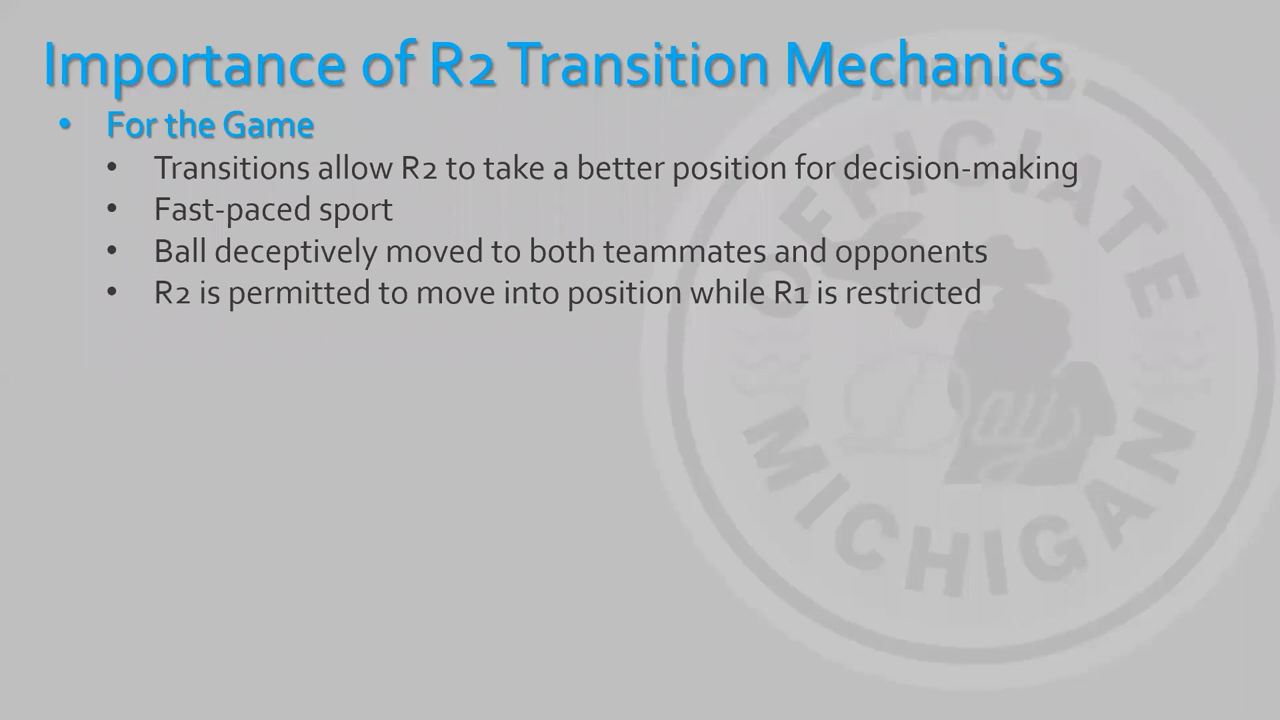 Importance of R2 Transition Mechanics
• For the Game
• Transitions allow R2 to take a better position for decision-making
• Fast-paced sport
• Ball deceptively moved to both teammates and opponents
• R2 is permitted to move into position while R1 is restricted
OFFICIATE
MICHIGAN